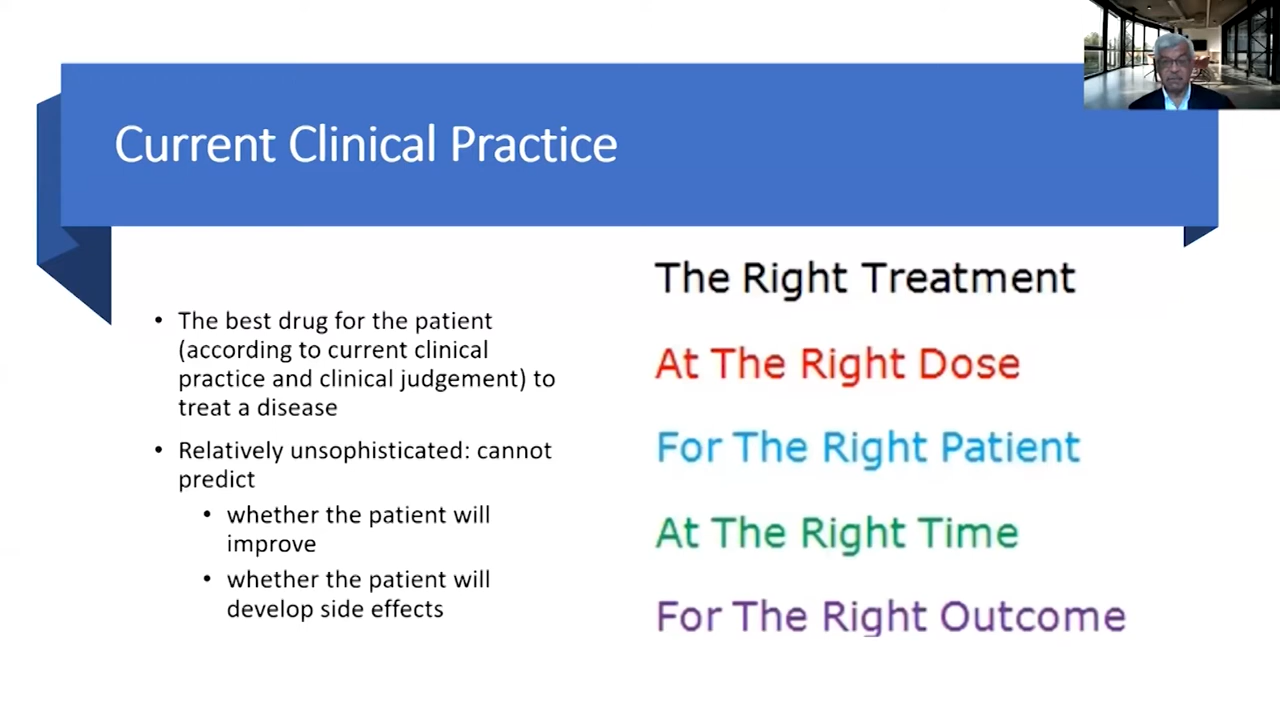 Current Clinical Practice
• The best drug for the patient
(according to current clinical
practice and clinical judgement) to
treat a disease
• Relatively unsophisticated: cannot
predict
• whether the patient will
improve
• whether the patient will
develop side effects
The Right Treatment
At The Right Dose
For The Right Patient
At The Right Time
For The Right Outcome